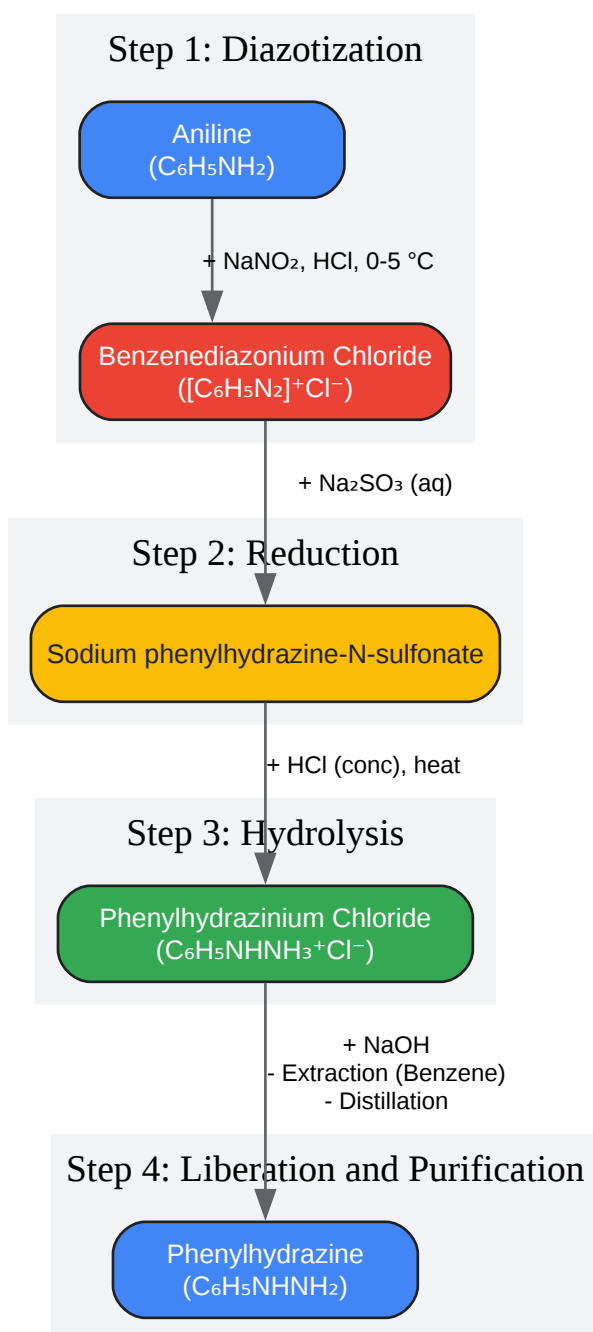 Step 1: Diazotization
Aniline
(C₆H₅NH₂)
+ NaNO₂, HCl, 0-5 °C
Benzenediazonium Chloride
([C₆H₅N₂]⁺Cl⁻)
+ Na₂SO₃ (aq)
Step 2: Reduction
Sodium phenylhydrazine-N-sulfonate
+ HCl (conc), heat
Step 3: Hydrolysis
Phenylhydrazinium Chloride
(C₆H₅NHNH₃⁺Cl⁻)
+ NaOH
- Extraction (Benzene)
- Distillation
Step 4: Liberation and Purification
Phenylhydrazine
(C₆H₅NHNH₂)